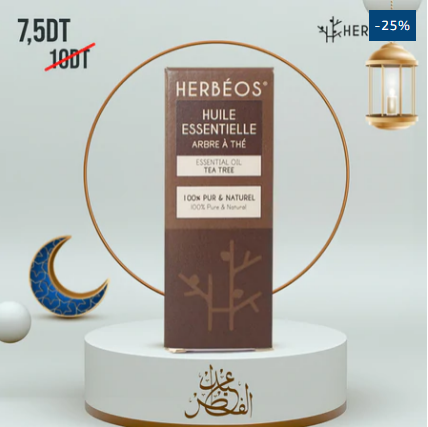 7,5DT
10DT
HER
-25%
HERBÉOS®
HUILE
ESSENTIELLE
ARBRE À THÉ
ESSENTIAL OIL
TEA TREE
100% PUR & NATUREL
100% Pure & Natural
عيد
الفطر